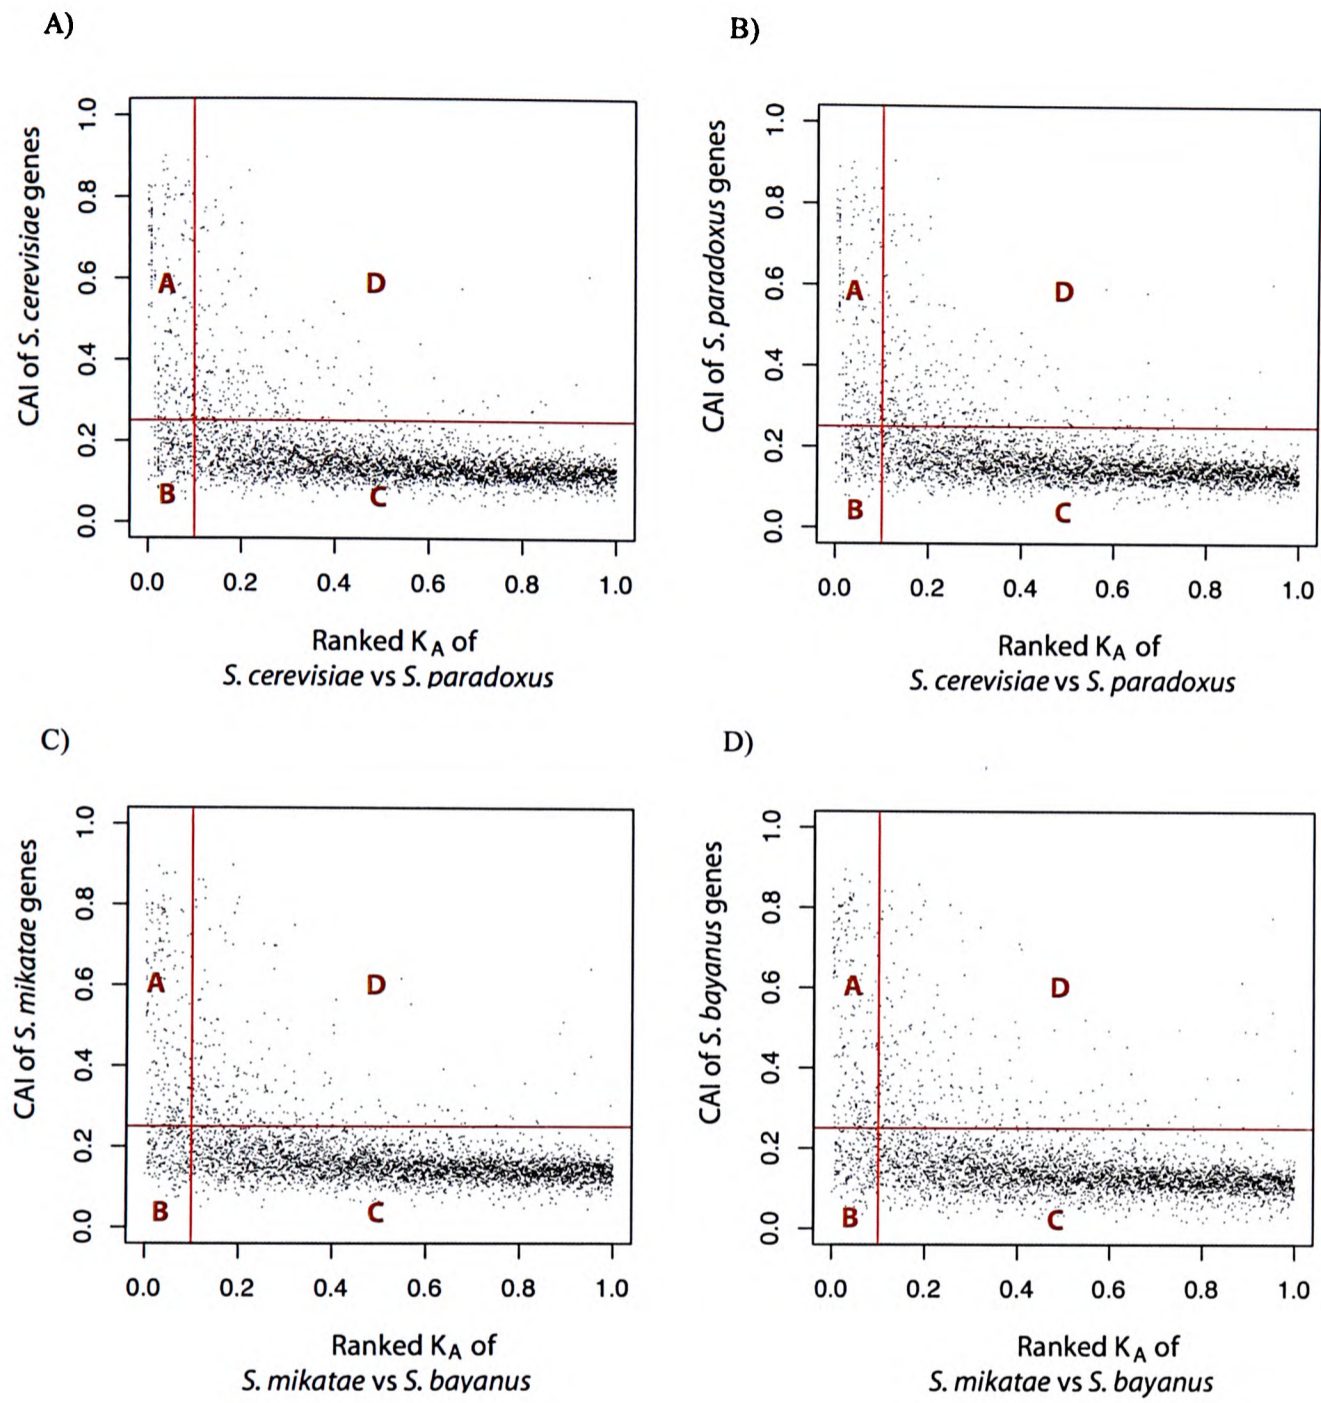 A)
B)
CAI of S. cerevisiae genes
1.0
0.8
0.6
0.4
0.2
0.0
A
D
B
C
0.0 0.2 0.4 0.6 0.8 1.0
Ranked KA of
S. cerevisiae vs S. paradoxus
CAI of S. paradoxus genes
1.0
0.8
0.6
0.4
0.2
0.0
A
D
B
C
0.0 0.2 0.4 0.6 0.8 1.0
Ranked KA of
S. cerevisiae vs S. paradoxus
C)
D)
CAI of S. mikatae genes
1.0
0.8
0.6
0.4
0.2
0.0
A
D
B
C
0.0 0.2 0.4 0.6 0.8 1.0
Ranked KA of
S. mikatae vs S. bayanus
CAI of S. bayanus genes
1.0
0.8
0.6
0.4
0.2
0.0
A
D
B
C
0.0 0.2 0.4 0.6 0.8 1.0
Ranked KA of
S. mikatae vs S. bayanus